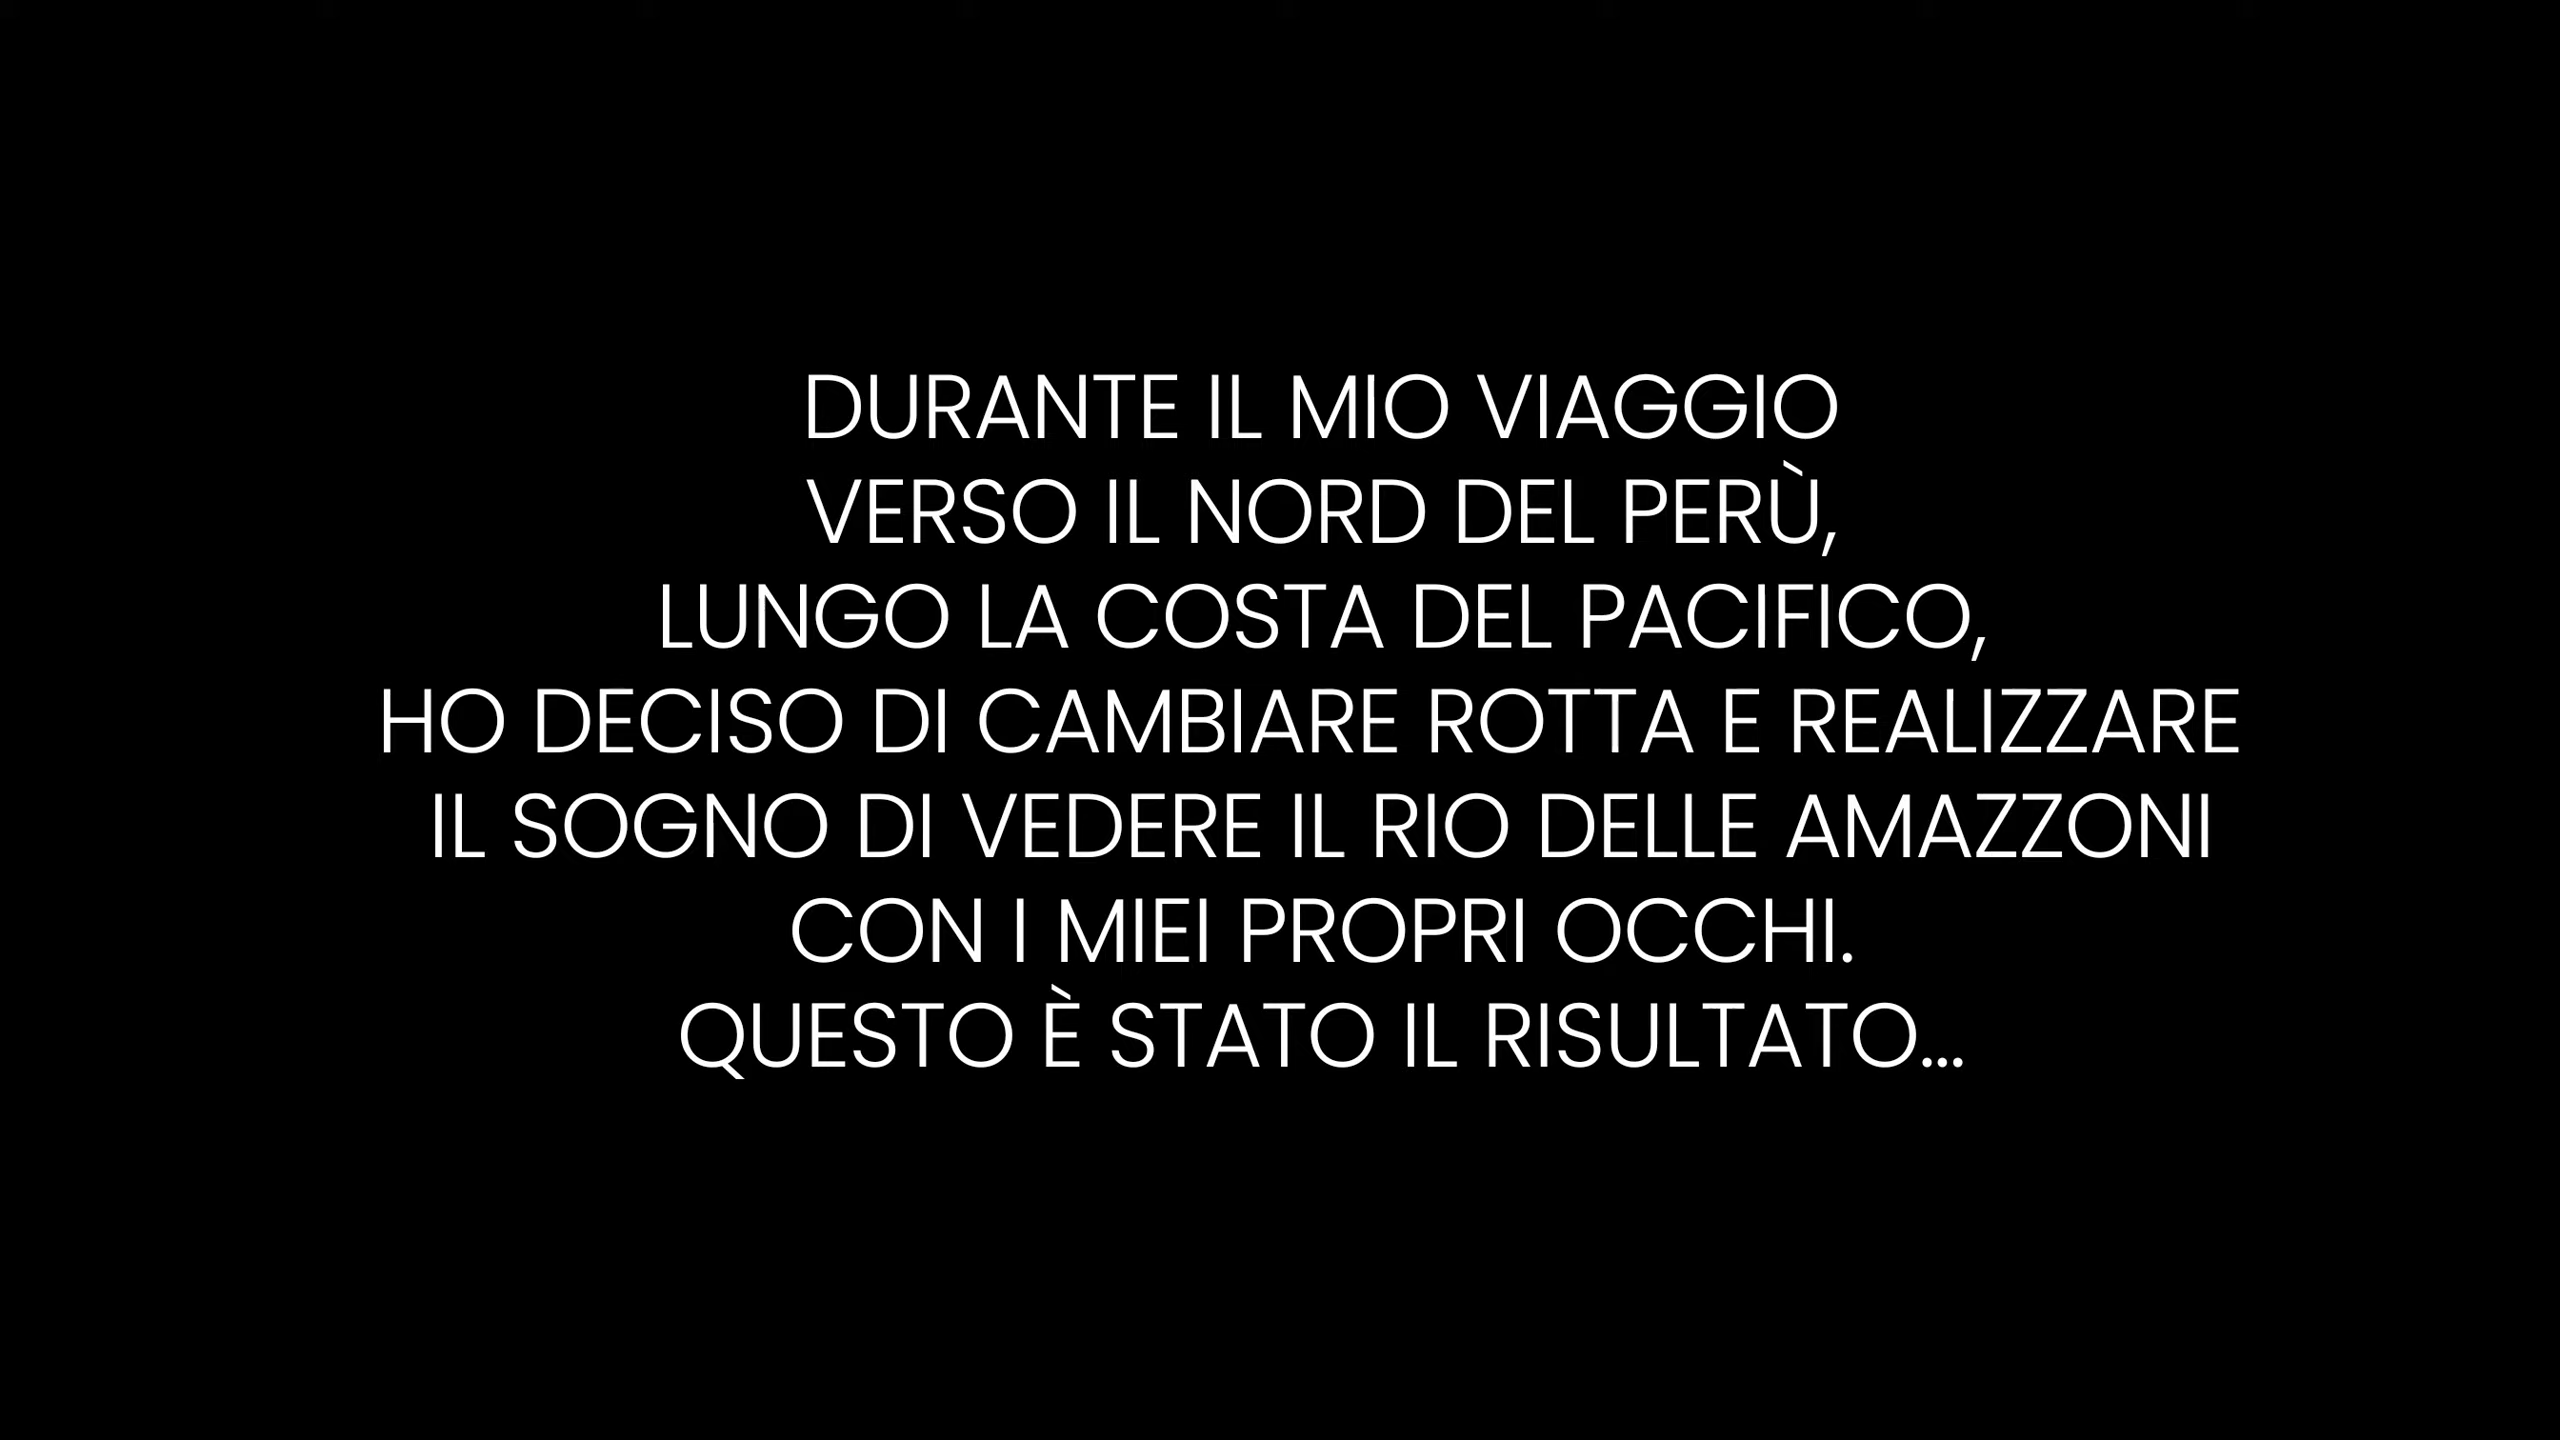 DURANTE IL MIO VIAGGIO
VERSO IL NORD DEL PERÙ,
LUNGO LA COSTA DEL PACIFICO,
HO DECISO DI CAMBIARE ROTTA E REALIZZARE
IL SOGNO DI VEDERE IL RIO DELLE AMAZZONI
CON I MIEI PROPRI OCCHI.
QUESTO È STATO IL RISULTATO...